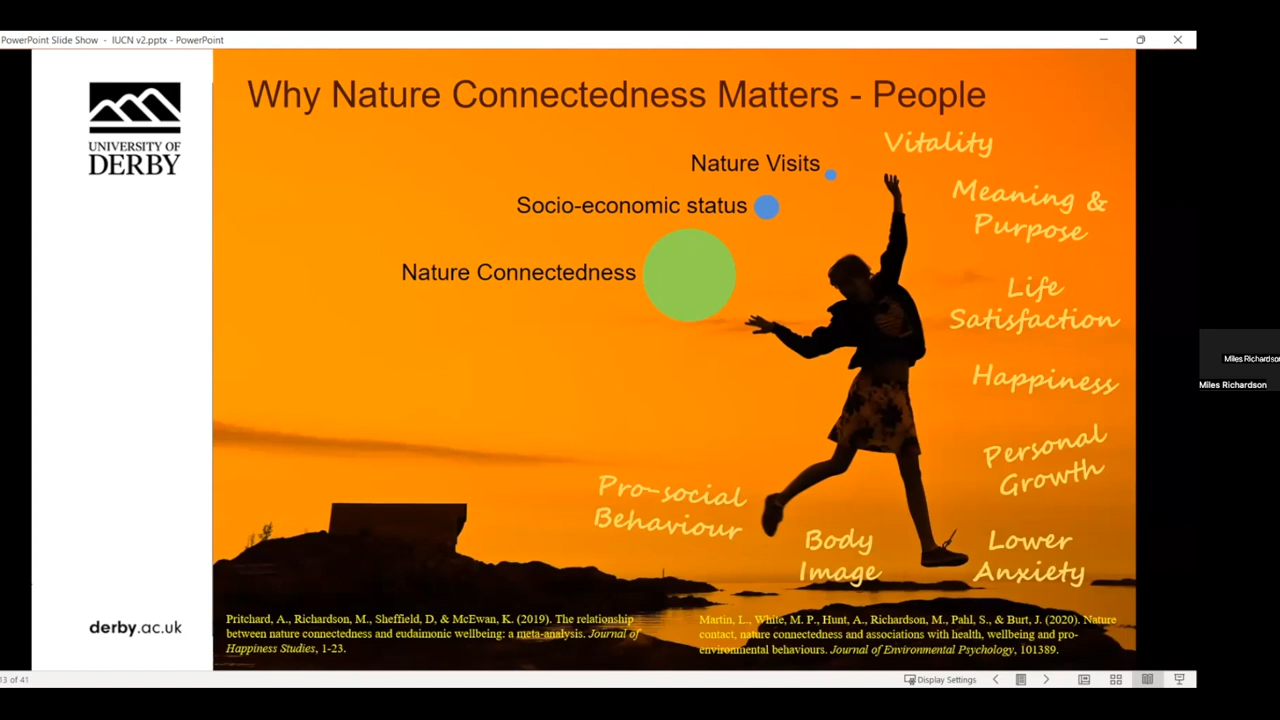 PowerPoint Slide Show - IUCN v2.pptx - PowerPoint
UNIVERSITY OF
DERBY
Why Nature Connectedness Matters - People
Vitality
Nature Visits
Meaning &
Purpose
Socio-economic status
Nature Connectedness
Life
Satisfaction
Happiness
Personal
Growth
Pro-social
Behaviour
Body
Image
Lower
Anxiety
Pritchard, A., Richardson, M., Sheffield, D, & McEwan, K. (2019). The relationship
between nature connectedness and eudaimonic wellbeing: a meta-analysis. Journal of
Happiness Studies, 1-23.
Martin, L., White, M. P., Hunt, A., Richardson, M., Pahl, S., & Burt, J. (2020). Nature
contact, nature connectedness and associations with health, wellbeing and pro-
environmental behaviours. Journal of Environmental Psychology, 101389.
derby.ac.uk
Miles Richardson
Miles Richardson
13 of 41
Display Settings